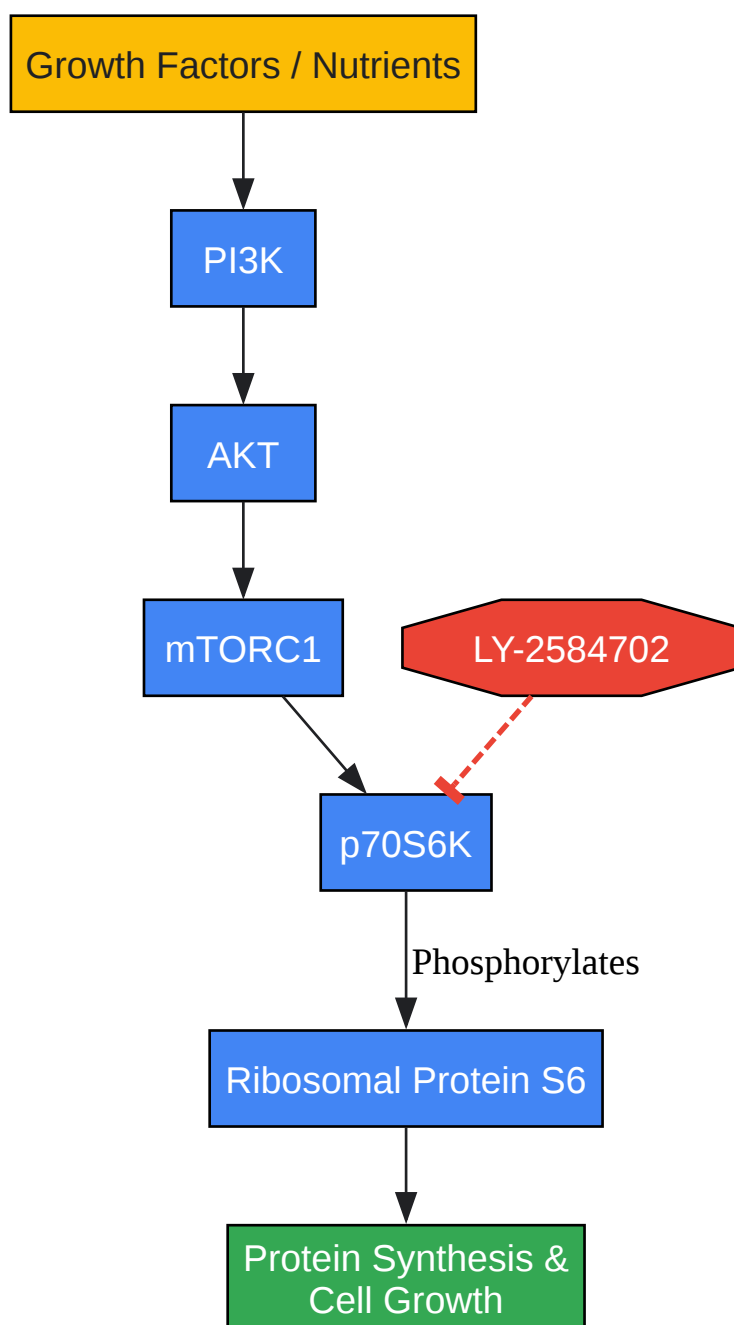 Growth Factors / Nutrients
PI3K
AKT
mTORC1
LY-2584702
p70S6K
Phosphorylates
Ribosomal Protein S6
Protein Synthesis &
Cell Growth